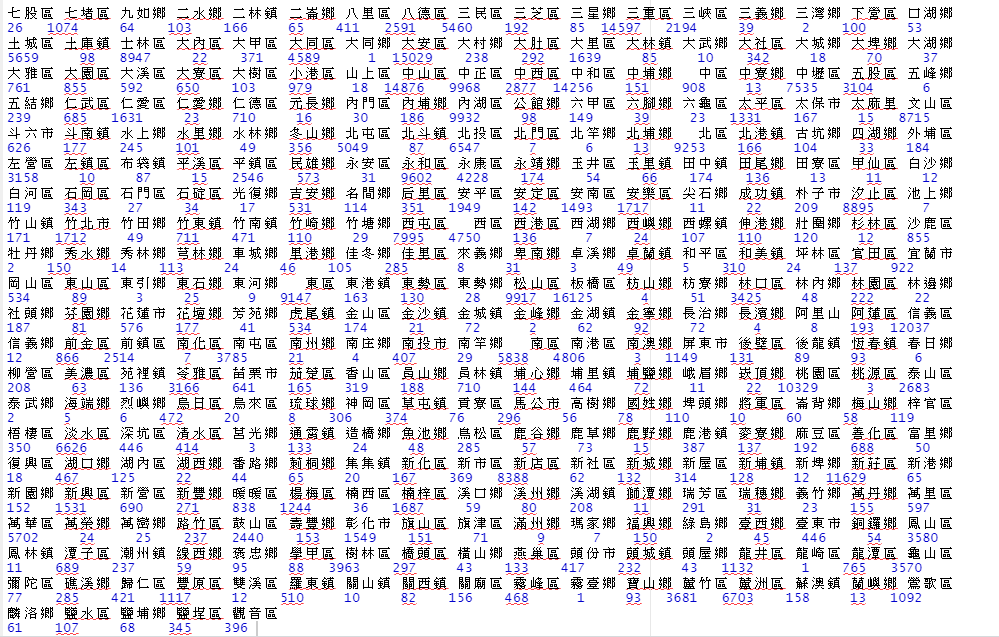 七股區 七堵區 九如鄉 二水鄉 二林鎮 二崙鄉 八里區 八德區 三民區 三芝區 三星鄉 三重區 三峽區 三義鄉 三灣鄉 下營區 口湖鄉
26 1074 64 103 166 65 411 2591 5460 192 85 14597 2194 39 2 100 53
土城區 土庫鎮 士林區 大內區 大甲區 大同區 大同鄉 大安區 大村鄉 大肚區 大里區 大林鎮 大武鄉 大社區 大城鄉 大埤鄉 大湖鄉
5659 98 8947 22 371 4589 1 15029 238 292 1639 85 10 342 18 70 37
大雅區 大園區 大溪區 大寮區 大樹區 小港區 山上區 中山區 中正區 中西區 中和區 中埔鄉 中區 中寮鄉 中壢區 五股區 五峰鄉
761 855 592 650 103 979 18 14876 9968 2877 14256 151 908 13 7535 3104 6
五結鄉 仁武區 仁愛區 仁愛鄉 仁德區 元長鄉 內門區 內埔鄉 內湖區 公館鄉 六甲區 六腳鄉 六龜區 太平區 太保市 太麻里 文山區
239 685 1631 23 710 16 30 186 9932 98 149 39 23 1331 167 15 8715
斗六市 斗南鎮 水上鄉 水里鄉 水林鄉 冬山鄉 北屯區 北斗鎮 北投區 北門區 北竿鄉 北埔鄉 北區 北港鎮 古坑鄉 四湖鄉 外埔區
626 177 245 101 49 356 5049 87 6547 7 6 13 9253 166 104 33 184
左營區 左鎮區 布袋鎮 平溪區 平鎮區 民雄鄉 永安區 永和區 永康區 永靖鄉 玉井區 玉里鎮 田中鎮 田尾鄉 田寮區 甲仙區 白沙鄉
3158 10 87 15 2546 573 31 9602 4228 174 54 66 174 136 13 11 12
白河區 石岡區 石門區 石碇區 光復鄉 吉安鄉 名間鄉 后里區 安平區 安定區 安南區 安樂區 尖石鄉 成功鎮 朴子市 汐止區 池上鄉
119 343 27 34 17 531 114 351 1949 142 1493 1717 11 22 209 8895 7
竹山鎮 竹北市 竹田鄉 竹東鎮 竹南鎮 竹崎鄉 竹塘鄉 西屯區 西區 西港區 西湖鄉 西嶼鄉 西螺鎮 伸港鄉 壯圍鄉 杉林區 沙鹿區
171 1712 49 711 471 110 29 7995 4750 136 7 24 107 110 120 12 855
牡丹鄉 秀水鄉 秀林鄉 芎林鄉 車城鄉 里港鄉 佳冬鄉 佳里區 來義鄉 卑南鄉 卓溪鄉 卓蘭鎮 和平區 和美鎮 坪林區 官田區 宜蘭市
2 150 14 113 24 46 105 285 8 31 3 49 5 310 24 137 922
岡山區 東山區 東引鄉 東石鄉 東河鄉 東區 東港鎮 東勢區 東勢鄉 松山區 板橋區 枋山鄉 枋寮鄉 林口區 林內鄉 林園區 林邊鄉
534 89 3 25 9 9147 163 130 28 9917 16125 4 51 3425 48 222 22
社頭鄉 芬園鄉 花蓮市 花壇鄉 芳苑鄉 虎尾鎮 金山區 金沙鎮 金城鎮 金峰鄉 金湖鎮 金寧鄉 長治鄉 長濱鄉 阿里山 阿蓮區 信義區
187 81 576 177 41 534 174 21 72 2 62 92 72 4 8 193 12037
信義鄉 前金區 前鎮區 南化區 南屯區 南州鄉 南庄鄉 南投市 南竿鄉 南區 南港區 南澳鄉 屏東市 後壁區 後龍鎮 恆春鎮 春日鄉
12 866 2514 7 3785 21 4 407 29 5838 4806 3 1149 131 89 93 6
柳營區 美濃區 苑裡鎮 苓雅區 苗栗市 茄萣區 香山區 員山鄉 員林鎮 埔心鄉 埔里鎮 埔鹽鄉 峨眉鄉 崁頂鄉 桃園區 桃源區 泰山區
208 63 136 3166 641 165 319 188 710 144 464 72 11 22 10329 3 2683
泰武鄉 海端鄉 烈嶼鄉 烏日區 烏來區 琉球鄉 神岡區 草屯鎮 貢寮區 馬公市 高樹鄉 國姓鄉 埤頭鄉 將軍區 崙背鄉 梅山鄉 梓官區
2 5 6 472 20 8 306 374 76 296 56 78 110 10 60 58 119
梧棲區 淡水區 深坑區 清水區 莒光鄉 通霄鎮 造橋鄉 魚池鄉 鳥松區 鹿谷鄉 鹿草鄉 鹿野鄉 鹿港鎮 麥寮鄉 麻豆區 善化區 富里鄉
350 6626 446 414 3 133 24 48 285 57 73 15 387 137 192 688 50
復興區 湖口鄉 湖內區 湖西鄉 番路鄉 莿桐鄉 集集鎮 新化區 新市區 新店區 新社區 新城鄉 新屋區 新埔鎮 新埤鄉 新莊區 新港鄉
18 467 125 22 44 65 20 167 369 8388 62 132 314 128 12 11629 65
新園鄉 新興區 新營區 新豐鄉 暖暖區 楊梅區 楠西區 楠梓區 溪口鄉 溪州鄉 溪湖鎮 獅潭鄉 瑞芳區 瑞穗鄉 義竹鄉 萬丹鄉 萬里區
152 1531 690 271 838 1244 36 1687 59 80 208 11 291 31 23 155 597
萬華區 萬榮鄉 萬巒鄉 路竹區 鼓山區 壽豐鄉 彰化市 旗山區 旗津區 滿州鄉 瑪家鄉 福興鄉 綠島鄉 臺西鄉 臺東市 銅鑼鄉 鳳山區
5702 24 25 237 2440 153 1549 151 71 9 7 150 2 45 446 54 3580
鳳林鎮 潭子區 潮州鎮 線西鄉 褒忠鄉 學甲區 樹林區 橋頭區 橫山鄉 燕巢區 頭份市 頭城鎮 頭屋鄉 龍井區 龍崎區 龍潭區 龜山區
11 689 237 59 95 88 3963 297 43 133 417 232 43 1132 1 765 3570
彌陀區 礁溪鄉 歸仁區 豐原區 雙溪區 羅東鎮 關山鎮 關西鎮 關廟區 霧峰區 霧臺鄉 寶山鄉 蘆竹區 蘆洲區 蘇澳鎮 蘭嶼鄉 鶯歌區
77 285 421 1117 12 510 10 82 156 468 1 93 3681 6703 158 13 1092
麟洛鄉 鹽水區 鹽埔鄉 鹽埕區 觀音區
61 107 68 345 396